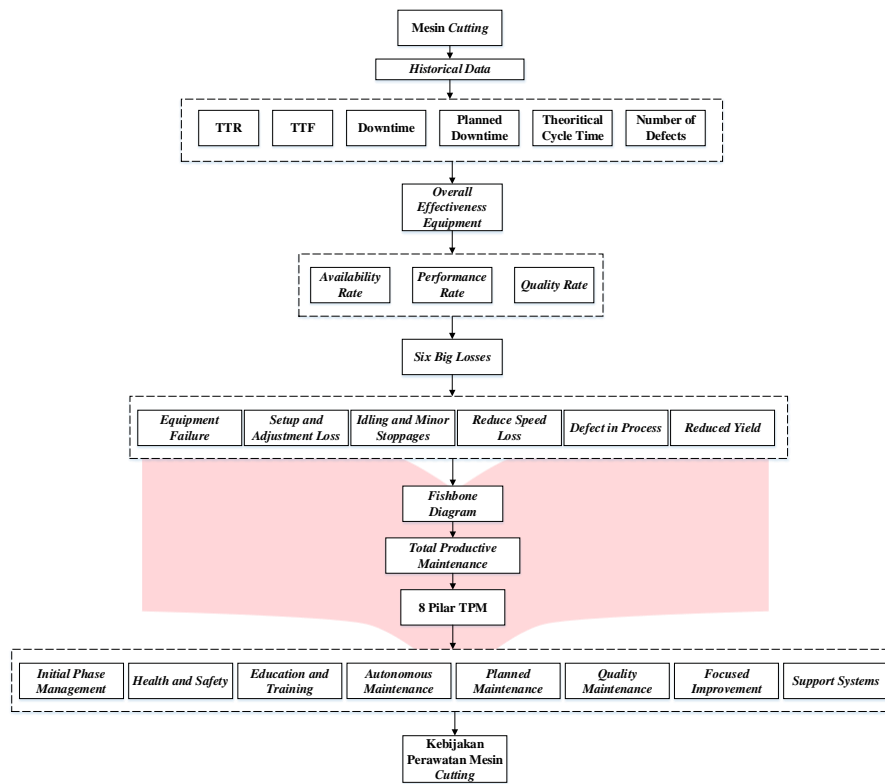 Mesin Cutting
Historical Data
TTR
TTF
Downtime
Planned
Downtime
Theoritical
Cycle Time
Number of
Defects
Overall
Effectiveness
Equipment
Availability
Rate
Performance
Rate
Quality Rate
Six Big Losses
Equipment
Failure
Setup and
Adjustment Loss
Idling and Minor
Stoppages
Reduce Speed
Loss
Defect in Process
Reduced Yield
Fishbone
Diagram
Total Productive
Maintenance
8 Pilar TPM
Initial Phase
Management
Health and Safety
Education and
Training
Autonomous
Maintenance
Planned
Maintenance
Quality
Maintenance
Focused
Improvement
Support Systems
Kebijakan
Perawatan Mesin
Cutting